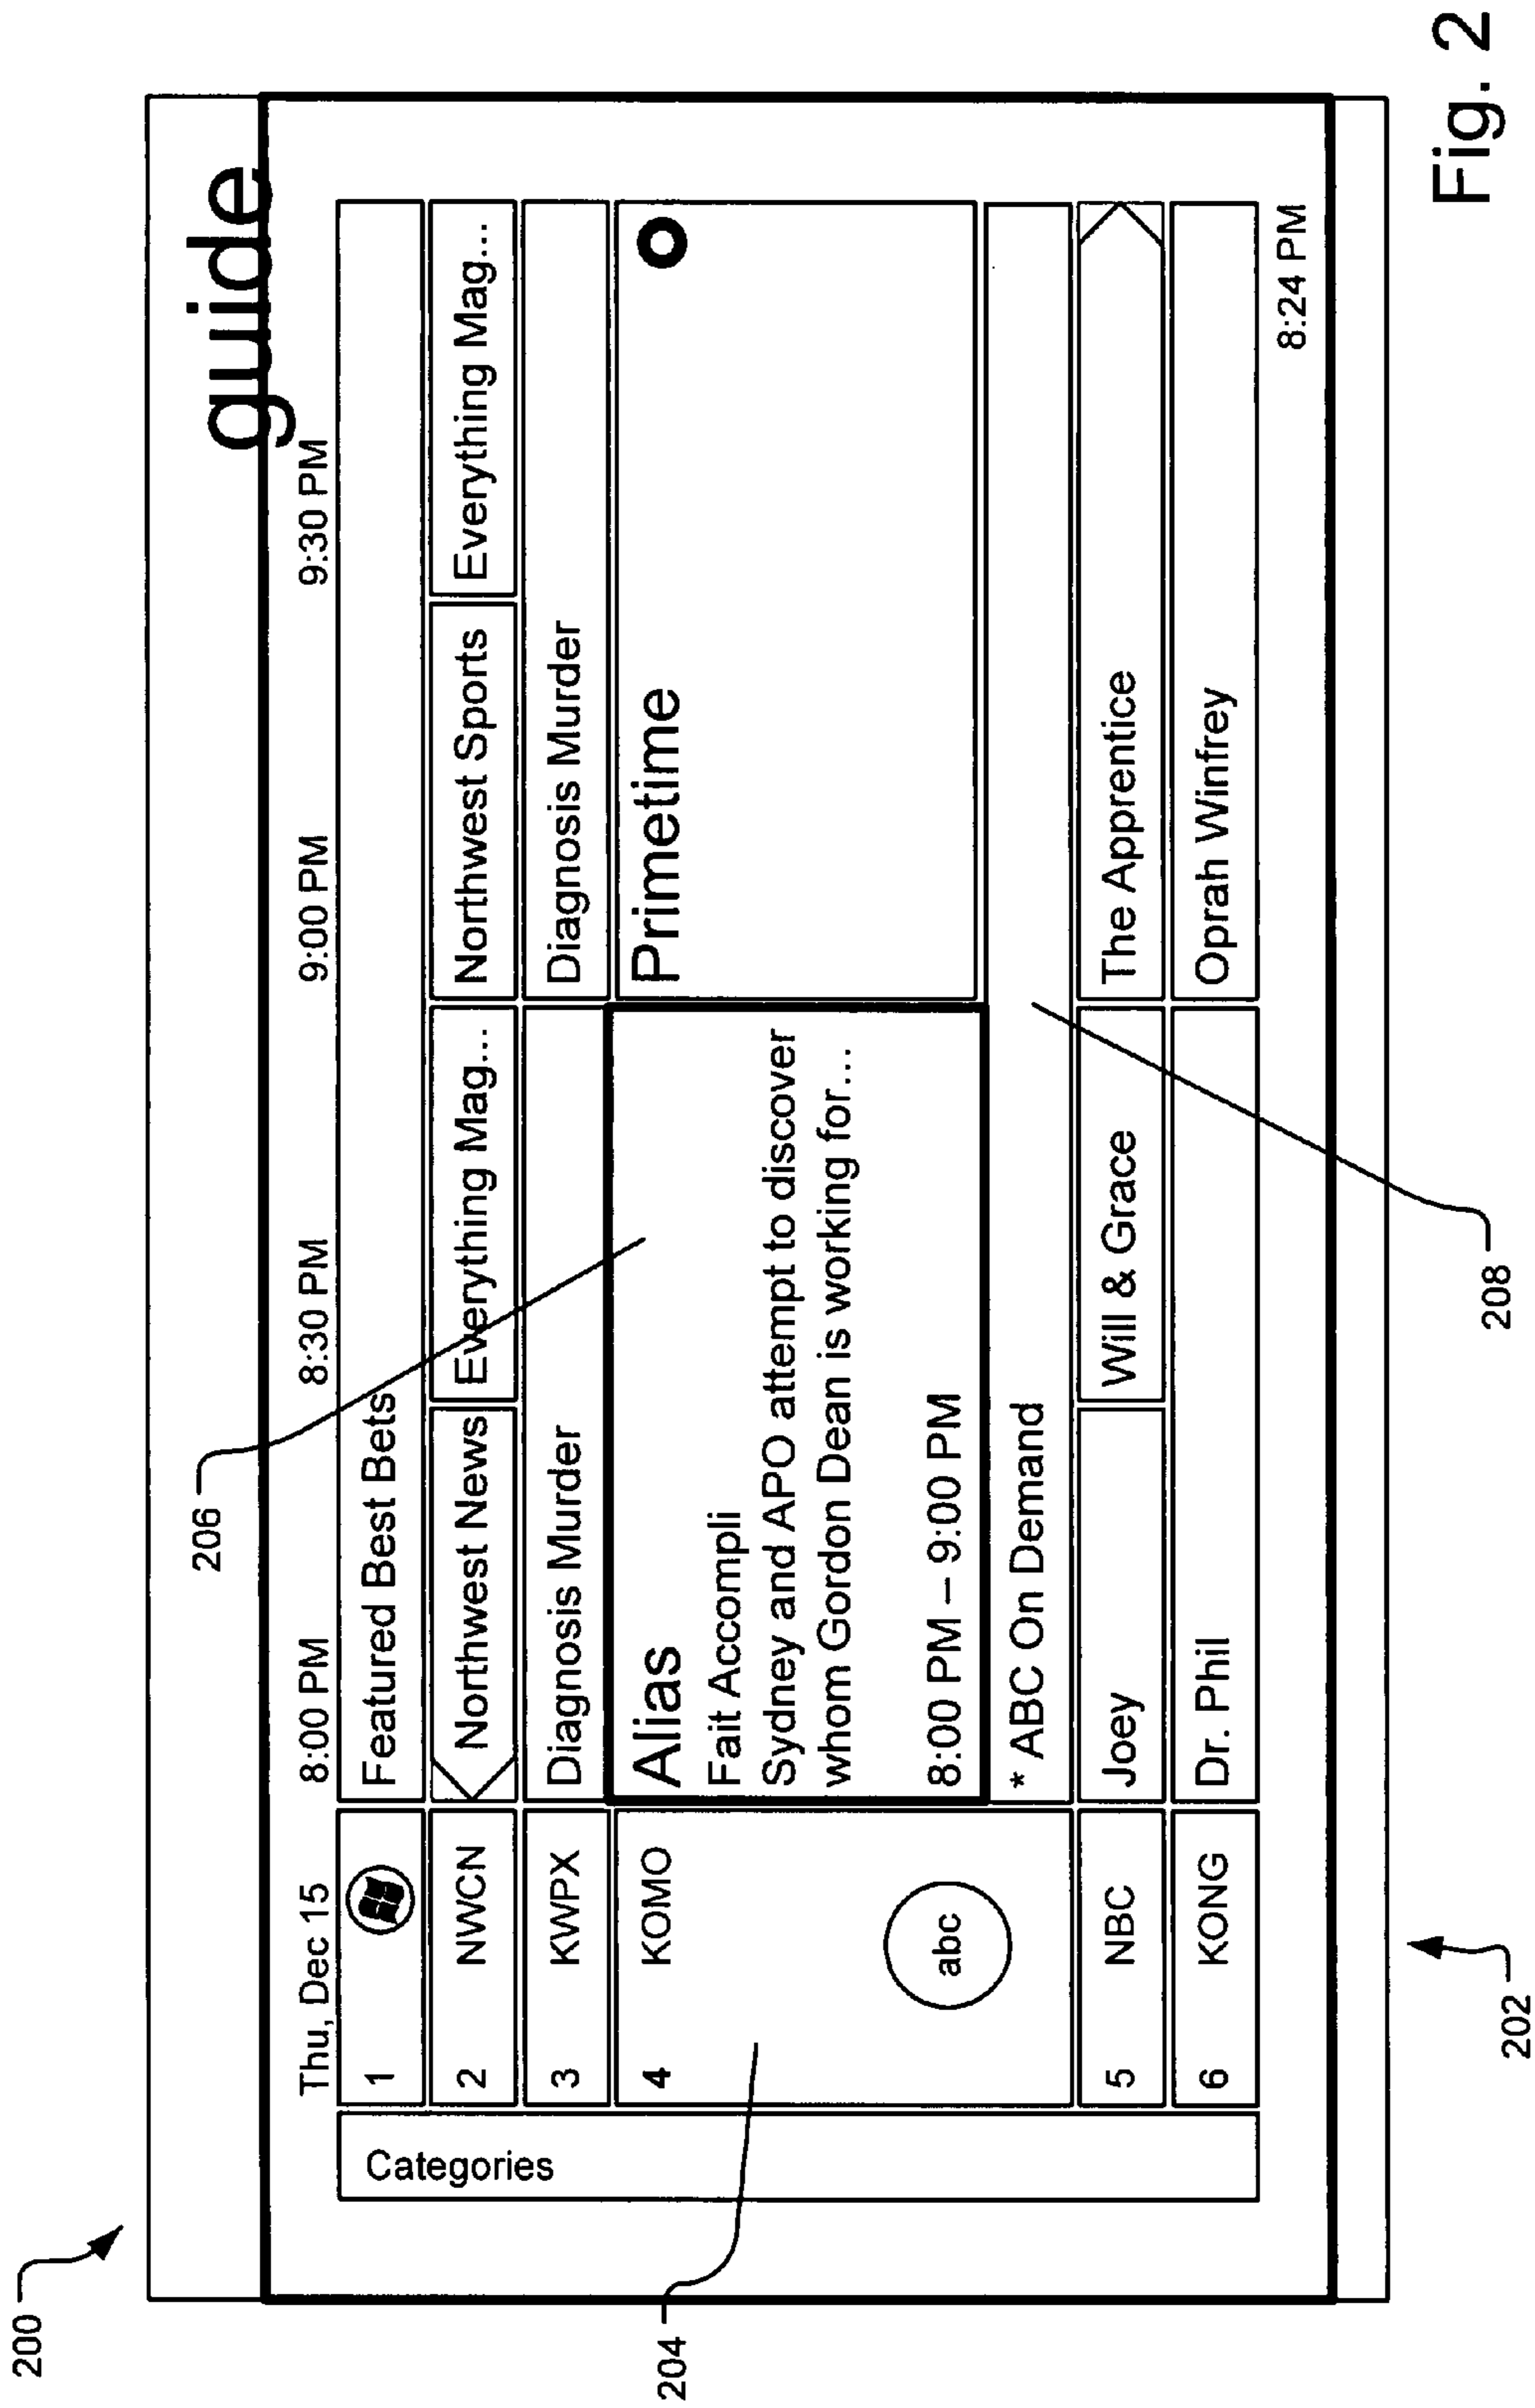 200
guide
206
Thu, Dec 15 8:00 PM 8:30 PM 9:00 PM 9:30 PM
Categories
1 Featured Best Bets
2 NWCN Northwest News Everything Mag... Northwest Sports Everything Mag...
3 KWPX Diagnosis Murder Diagnosis Murder
4 KOMO Alias Primetime
Fait Accompli
Sydney and APO attempt to discover
whom Gordon Dean is working for...
abc 8:00 PM – 9:00 PM
* ABC On Demand
5 NBC Joey Will & Grace The Apprentice
6 KONG Dr. Phil Oprah Winfrey
8:24 PM
204
202
208
Fig. 2